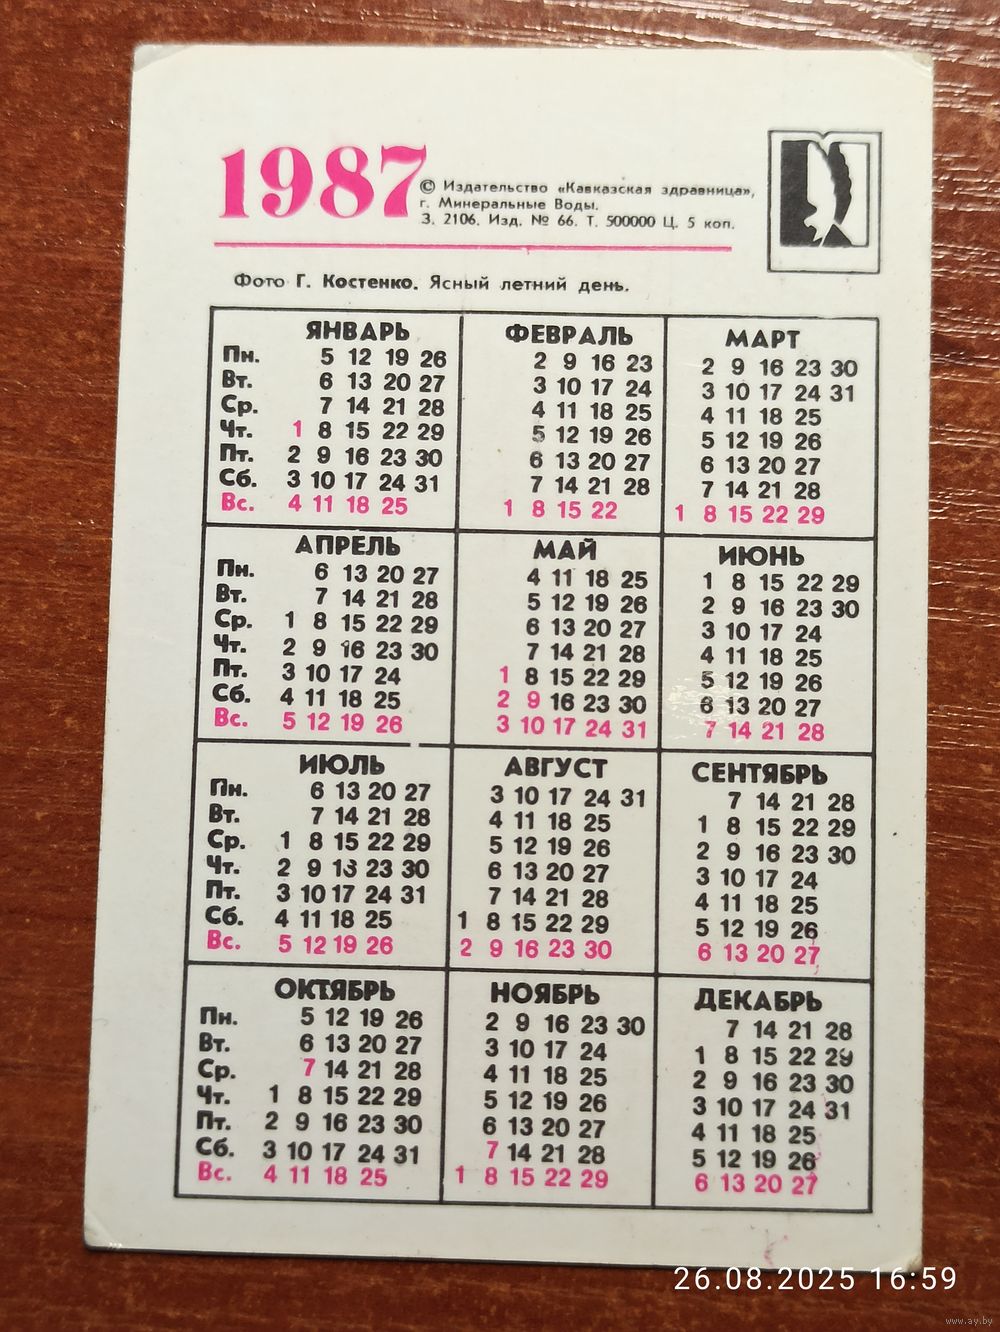 1987
© Издательство «Кавказская здравница»,
г. Минеральные Воды.
З. 2106. Изд. № 66. Т. 500000 Ц. 5 коп.
Фото Г. Костенко. Ясный летний день.
ЯНВАРЬ ФЕВРАЛЬ МАРТ
Пн. 5 12 19 26 2 9 16 23 2 9 16 23 30
Вт. 6 13 20 27 3 10 17 24 3 10 17 24 31
Ср. 7 14 21 28 4 11 18 25 4 11 18 25
Чт. 1 8 15 22 29 5 12 19 26 5 12 19 26
Пт. 2 9 16 23 30 6 13 20 27 6 13 20 27
Сб. 3 10 17 24 31 7 14 21 28 7 14 21 28
Вс. 4 11 18 25 1 8 15 22 1 8 15 22 29
АПРЕЛЬ МАЙ ИЮНЬ
Пн. 6 13 20 27 4 11 18 25 1 8 15 22 29
Вт. 7 14 21 28 5 12 19 26 2 9 16 23 30
Ср. 1 8 15 22 29 6 13 20 27 3 10 17 24
Чт. 2 9 16 23 30 7 14 21 28 4 11 18 25
Пт. 3 10 17 24 1 8 15 22 29 5 12 19 26
Сб. 4 11 18 25 2 9 16 23 30 6 13 20 27
Вс. 5 12 19 26 3 10 17 24 31 7 14 21 28
ИЮЛЬ АВГУСТ СЕНТЯБРЬ
Пн. 6 13 20 27 3 10 17 24 31 7 14 21 28
Вт. 7 14 21 28 4 11 18 25 1 8 15 22 29
Ср. 1 8 15 22 29 5 12 19 26 2 9 16 23 30
Чт. 2 9 16 23 30 6 13 20 27 3 10 17 24
Пт. 3 10 17 24 31 7 14 21 28 4 11 18 25
Сб. 4 11 18 25 1 8 15 22 29 5 12 19 26
Вс. 5 12 19 26 2 9 16 23 30 6 13 20 27
ОКТЯБРЬ НОЯБРЬ ДЕКАБРЬ
Пн. 5 12 19 26 2 9 16 23 30 7 14 21 28
Вт. 6 13 20 27 3 10 17 24 1 8 15 22 29
Ср. 7 14 21 28 4 11 18 25 2 9 16 23 30
Чт. 1 8 15 22 29 5 12 19 26 3 10 17 24 31
Пт. 2 9 16 23 30 6 13 20 27 4 11 18 25
Сб. 3 10 17 24 31 7 14 21 28 5 12 19 26
Вс. 4 11 18 25 1 8 15 22 29 6 13 20 27
26.08.2025 16:59
www.ay.by